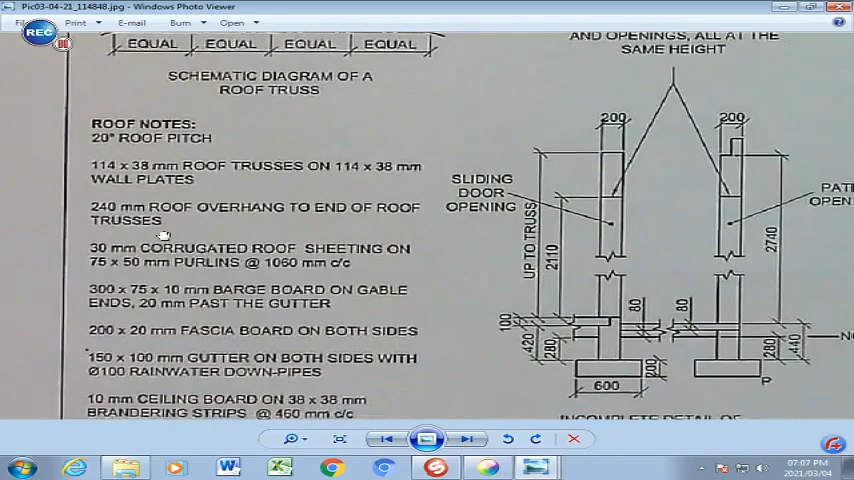 Pic03-04-21_114848.jpg - Windows Photo Viewer
File Print E-mail Burn Open
REC
EQUAL EQUAL EQUAL EQUAL
SCHEMATIC DIAGRAM OF A
ROOF TRUSS
ROOF NOTES:
20° ROOF PITCH
114 x 38 mm ROOF TRUSSES ON 114 x 38 mm
WALL PLATES
240 mm ROOF OVERHANG TO END OF ROOF
TRUSSES
30 mm CORRUGATED ROOF SHEETING ON
75 x 50 mm PURLINS @ 1060 mm c/c
300 x 75 x 10 mm BARGE BOARD ON GABLE
ENDS, 20 mm PAST THE GUTTER
200 x 20 mm FASCIA BOARD ON BOTH SIDES
150 x 100 mm GUTTER ON BOTH SIDES WITH
Ø100 RAINWATER DOWN-PIPES
10 mm CEILING BOARD ON 38 x 38 mm
BRANDERING STRIPS @ 460 mm c/c
AND OPENINGS, ALL AT THE
SAME HEIGHT
200 200
SLIDING
DOOR
OPENING
PATI
OPEN
UP TO TRUSS
2110
2740
80 80
100
420
280
280
440
200
600
P
INCOMPLETE DETAIL OF
07:07 PM
2021/03/04